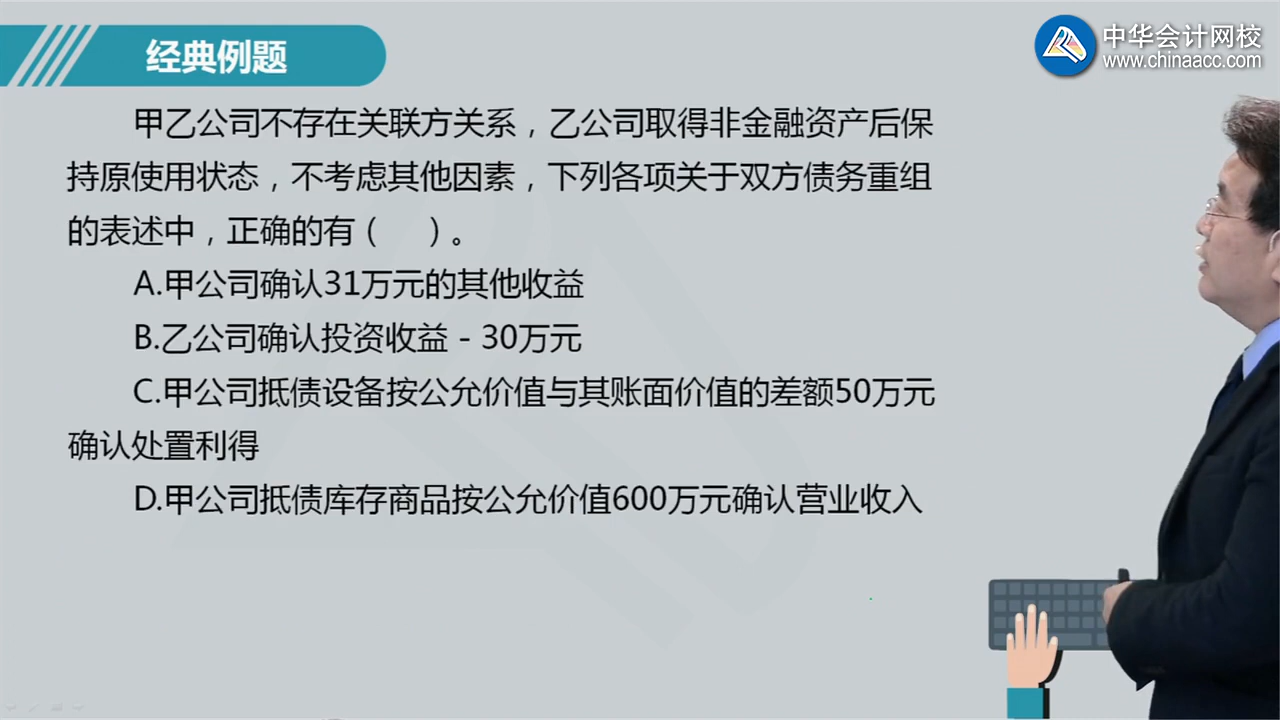 经典例题
中华会计网校
www.chinaacc.com
甲乙公司不存在关联方关系，乙公司取得非金融资产后保
持原使用状态，不考虑其他因素，下列各项关于双方债务重组
的表述中，正确的有（ ）。
A.甲公司确认31万元的其他收益
B.乙公司确认投资收益－30万元
C.甲公司抵债设备按公允价值与其账面价值的差额50万元
确认处置利得
D.甲公司抵债库存商品按公允价值600万元确认营业收入